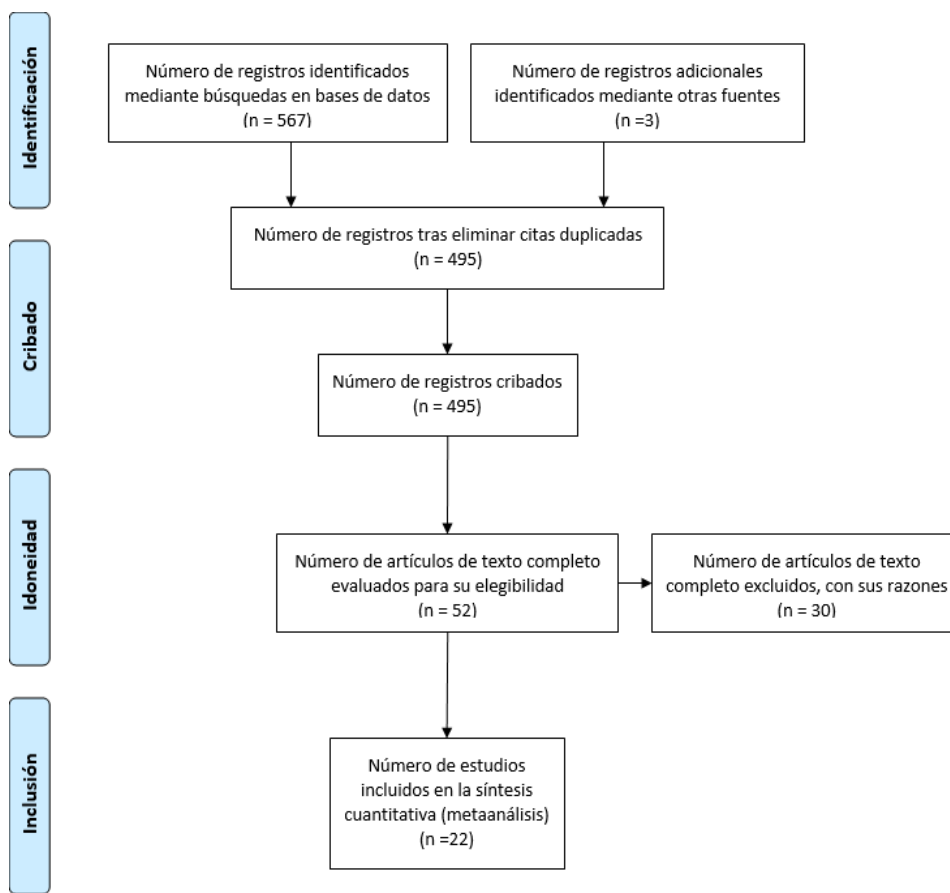 Identificación
Número de registros identificados
mediante búsquedas en bases de datos
(n = 567)
Número de registros adicionales
identificados mediante otras fuentes
(n =3)
Número de registros tras eliminar citas duplicadas
(n = 495)
Cribado
Número de registros cribados
(n = 495)
Idoneidad
Número de artículos de texto completo
evaluados para su elegibilidad
(n = 52)
Número de artículos de texto
completo excluidos, con sus razones
(n = 30)
Inclusión
Número de estudios
incluidos en la síntesis
cuantitativa (metaanálisis)
(n =22)